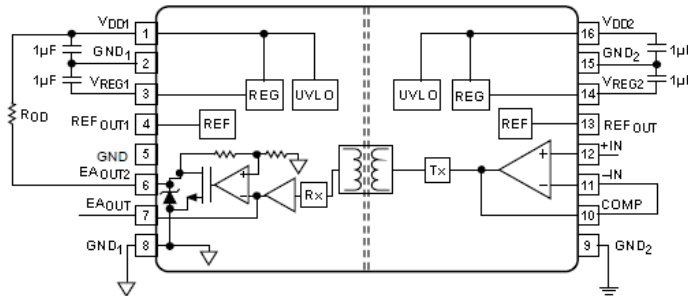 VDD1 1 16 VDD2
1µF GND1 2 15 GND2 1µF
1µF VREG1 3 REG UVLO UVLO REG 14 VREG2 1µF
ROD REFOUT1 4 REF REF 13 REFOUT
GND 5 + 12 +IN
EAOUT2 6 Rx Tx − 11 −IN
EAOUT 7 10 COMP
GND1 8 9 GND2